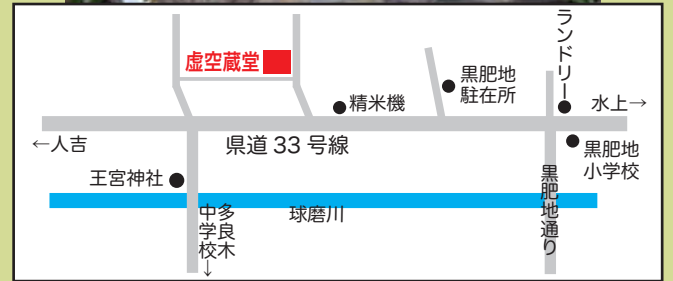 虚空蔵堂
ランドリー
黒肥地
駐在所
精米機
水上→
←人吉
県道33号線
黒肥地
小学校
王宮神社
黒肥地通り
球磨川
多良木
中学校
↓